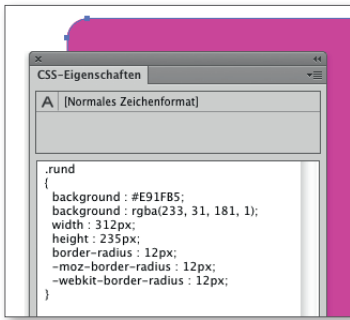 CSS-Eigenschaften
A [Normales Zeichenformat]
.rund
{
background : #E91FB5;
background : rgba(233, 31, 181, 1);
width : 312px;
height : 235px;
border-radius : 12px;
-moz-border-radius : 12px;
-webkit-border-radius : 12px;
}